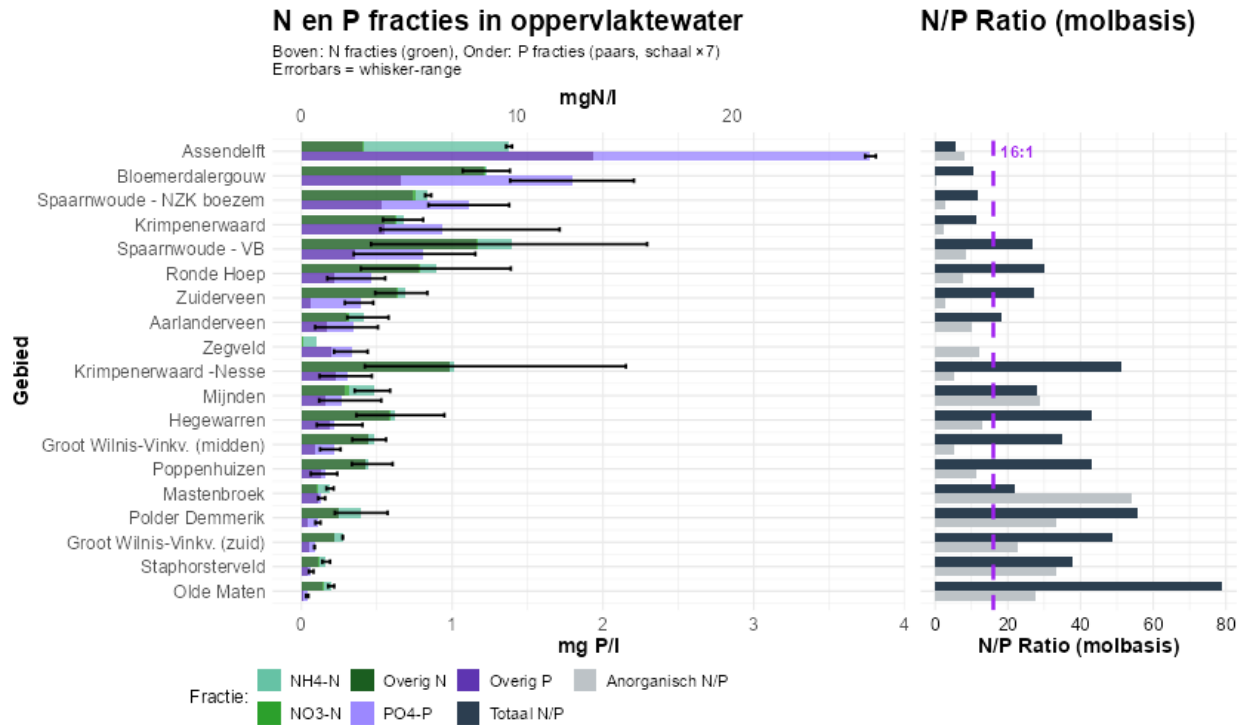 N en P fracties in oppervlaktewater
Boven: N fracties (groen), Onder: P fracties (paars, schaal ×7)
Errorbars = whisker-range
mgN/l
0 10 20
Gebied
Assendelft
Bloemerdalergouw
Spaarnwoude - NZK boezem
Krimpenerwaard
Spaarnwoude - VB
Ronde Hoep
Zuiderveen
Aarlanderveen
Zegveld
Krimpenerwaard -Nesse
Mijnden
Hegewarren
Groot Wilnis-Vinkv. (midden)
Poppenhuizen
Mastenbroek
Polder Demmerik
Groot Wilnis-Vinkv. (zuid)
Staphorsterveld
Olde Maten
0 1 2 3 4
mg P/l
N/P Ratio (molbasis)
16:1
0 20 40 60 80
N/P Ratio (molbasis)
Fractie:
NH4-N Overig N Overig P Anorganisch N/P
NO3-N PO4-P Totaal N/P